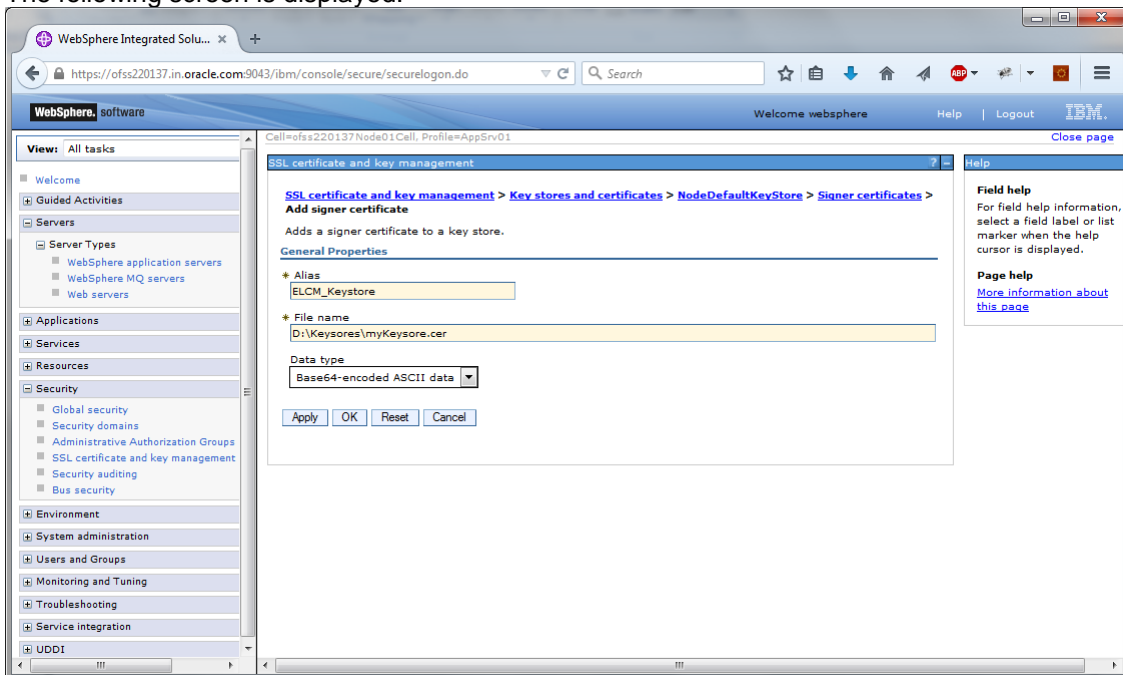 The following screen is displayed:
WebSphere Integrated Solu... ×
+
https://ofss220137.in.oracle.com:9043/ibm/console/secure/securelogon.do
Search
ABP
WebSphere. software
Welcome websphere
Help | Logout
IBM.
View: All tasks
Welcome
Guided Activities
Servers
Server Types
WebSphere application servers
WebSphere MQ servers
Web servers
Applications
Services
Resources
Security
Global security
Security domains
Administrative Authorization Groups
SSL certificate and key management
Security auditing
Bus security
Environment
System administration
Users and Groups
Monitoring and Tuning
Troubleshooting
Service integration
UDDI
Cell=ofss220137Node01Cell, Profile=AppSrv01
Close page
SSL certificate and key management
? –
SSL certificate and key management > Key stores and certificates > NodeDefaultKeyStore > Signer certificates >
Add signer certificate
Adds a signer certificate to a key store.
General Properties
* Alias
ELCM_Keystore
* File name
D:\Keysores\myKeysore.cer
Data type
Base64-encoded ASCII data
Apply OK Reset Cancel
Help
Field help
For field help information,
select a field label or list
marker when the help
cursor is displayed.
Page help
More information about
this page